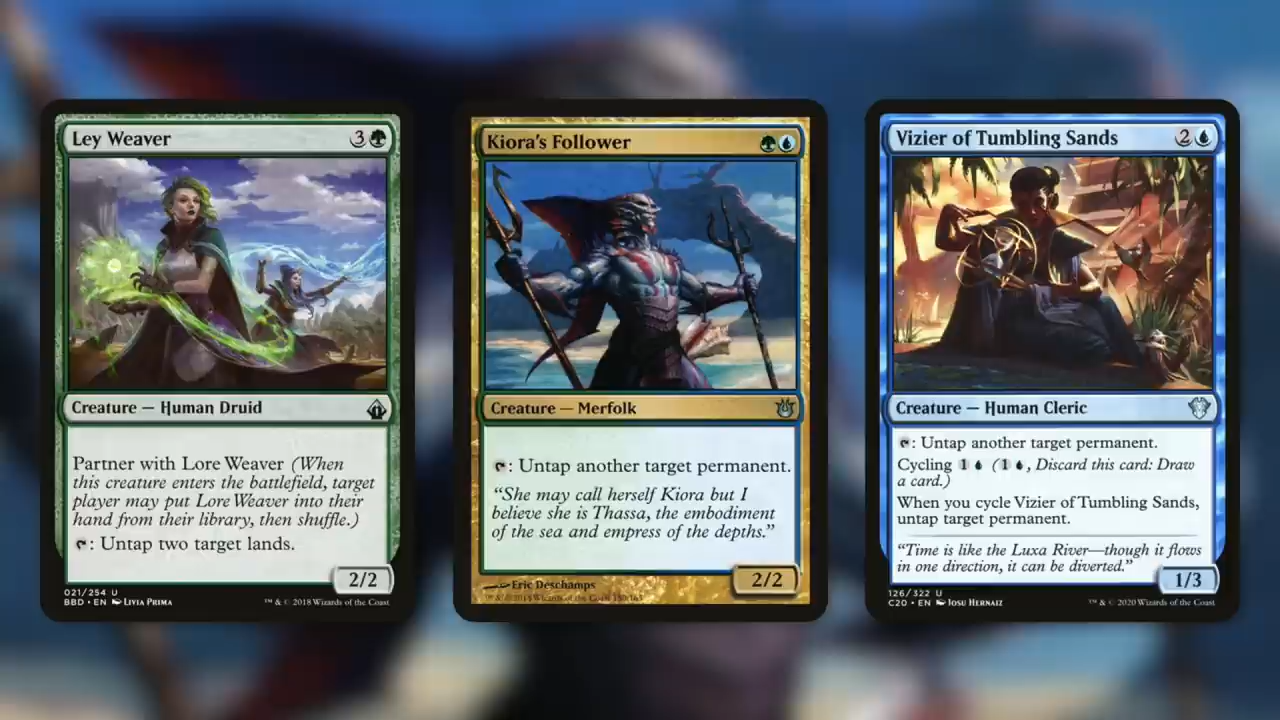 Ley Weaver 3
Creature — Human Druid
Partner with Lore Weaver (When
this creature enters the battlefield, target
player may put Lore Weaver into their
hand from their library, then shuffle.)
: Untap two target lands.
2/2
021/254 U
BBD • EN Livia Prima
™ & © 2018 Wizards of the Coast
Kiora's Follower
Creature — Merfolk
: Untap another target permanent.
“She may call herself Kiora but I
believe she is Thassa, the embodiment
of the sea and empress of the depths.”
2/2
Eric Deschamps
Wizards of the Coast
Vizier of Tumbling Sands 2
Creature — Human Cleric
: Untap another target permanent.
Cycling 1 (1 , Discard this card: Draw
a card.)
When you cycle Vizier of Tumbling Sands,
untap target permanent.
“Time is like the Luxa River—though it flows
in one direction, it can be diverted.”
1/3
126/322 U
C20 • EN Josu Hernaiz
™ & © 2020 Wizards of the Coast